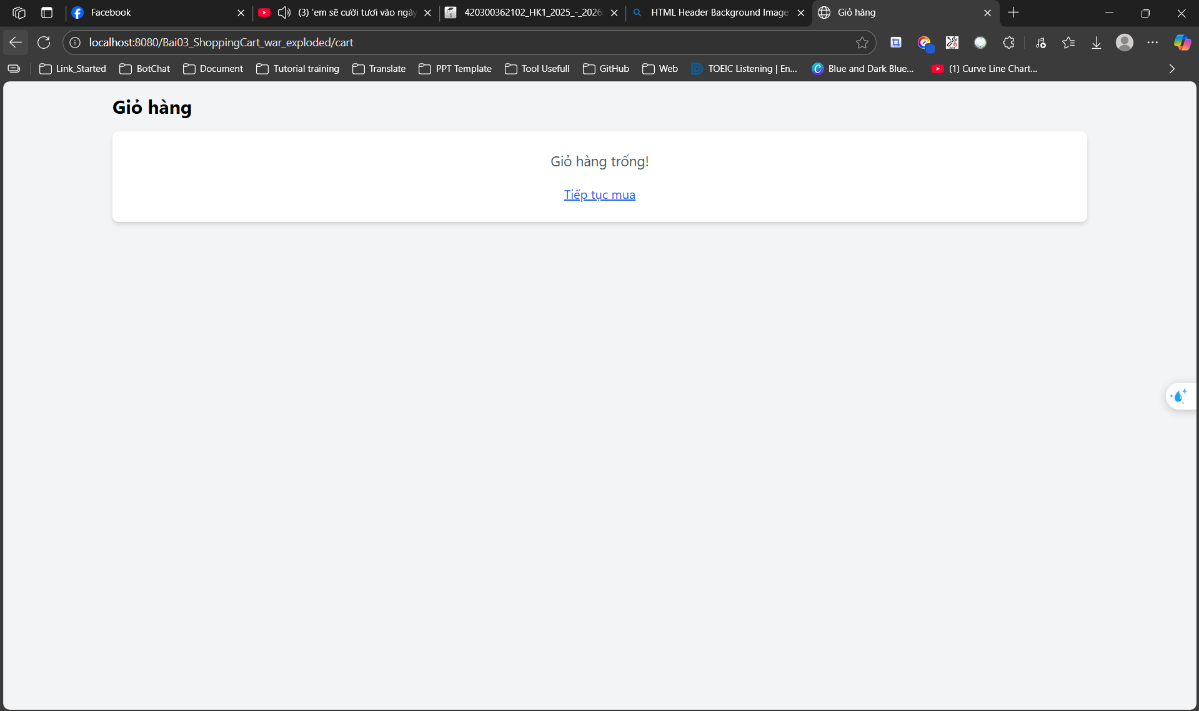 Facebook
(3) 'em sẽ cười tươi vào ngày
420300362102_HK1_2025_-_2026
HTML Header Background Image
Giỏ hàng
localhost:8080/Bai03_ShoppingCart_war_exploded/cart
Link_Started
BotChat
Document
Tutorial training
Translate
PPT Template
Tool Usefull
GitHub
Web
TOEIC Listening | En...
Blue and Dark Blue...
(1) Curve Line Chart...
Giỏ hàng
Giỏ hàng trống!
Tiếp tục mua